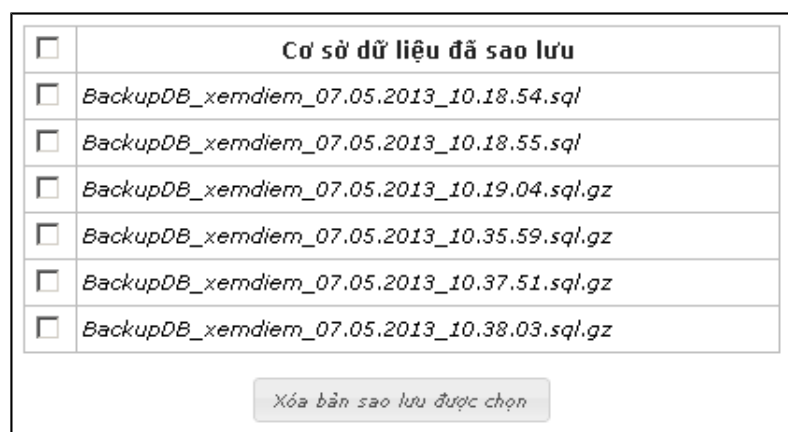 Cơ sở dữ liệu đã sao lưu
BackupDB_xemdiem_07.05.2013_10.18.54.sql
BackupDB_xemdiem_07.05.2013_10.18.55.sql
BackupDB_xemdiem_07.05.2013_10.19.04.sql.gz
BackupDB_xemdiem_07.05.2013_10.35.59.sql.gz
BackupDB_xemdiem_07.05.2013_10.37.51.sql.gz
BackupDB_xemdiem_07.05.2013_10.38.03.sql.gz
Xóa bản sao lưu được chọn